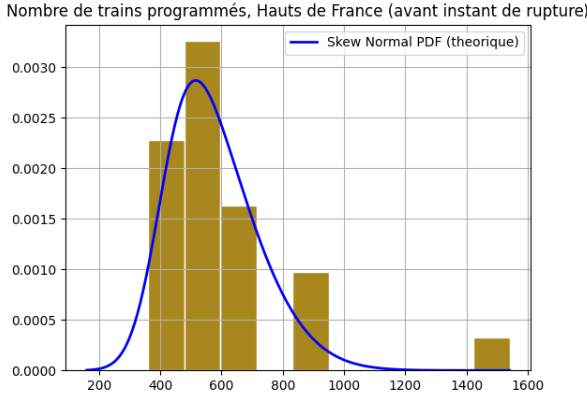 Nombre de trains programmés, Hauts de France (avant instant de rupture)
Skew Normal PDF (theorique)
0.0030
0.0025
0.0020
0.0015
0.0010
0.0005
0.0000
200 400 600 800 1000 1200 1400 1600